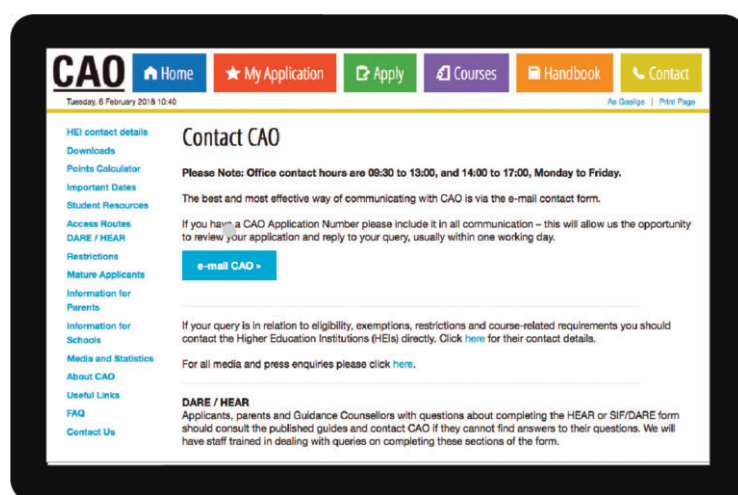 CAO Home My Application Apply Courses Handbook Contact
Tuesday, 6 February 2018 10:40 As Gaeilge | Print Page
HEI contact details
Downloads
Points Calculator
Important Dates
Student Resources
Access Routes
DARE / HEAR
Restrictions
Mature Applicants
Information for
Parents
Information for
Schools
Media and Statistics
About CAO
Useful Links
FAQ
Contact Us
Contact CAO
Please Note: Office contact hours are 09:30 to 13:00, and 14:00 to 17:00, Monday to Friday.
The best and most effective way of communicating with CAO is via the e-mail contact form.
If you have a CAO Application Number please include it in all communication – this will allow us the opportunity
to review your application and reply to your query, usually within one working day.
e-mail CAO »
If your query is in relation to eligibility, exemptions, restrictions and course-related requirements you should
contact the Higher Education Institutions (HEIs) directly. Click here for their contact details.
For all media and press enquiries please click here.
DARE / HEAR
Applicants, parents and Guidance Counsellors with questions about completing the HEAR or SIF/DARE form
should consult the published guides and contact CAO if they cannot find answers to their questions. We will
have staff trained in dealing with queries on completing these sections of the form.